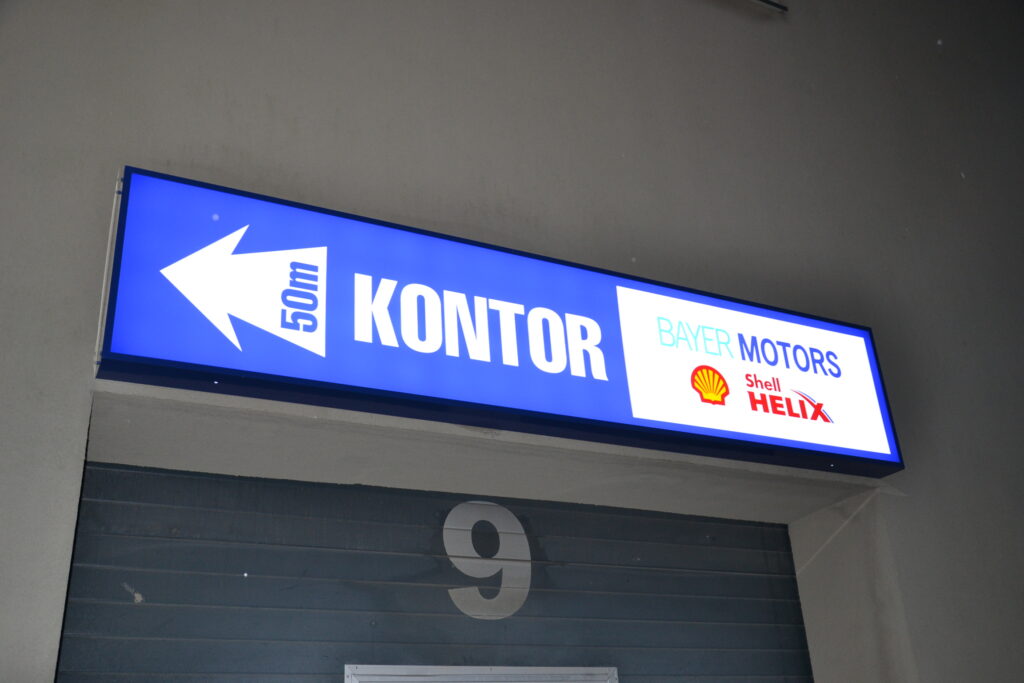 50m
KONTOR
BAYER MOTORS
Shell
HELIX
9